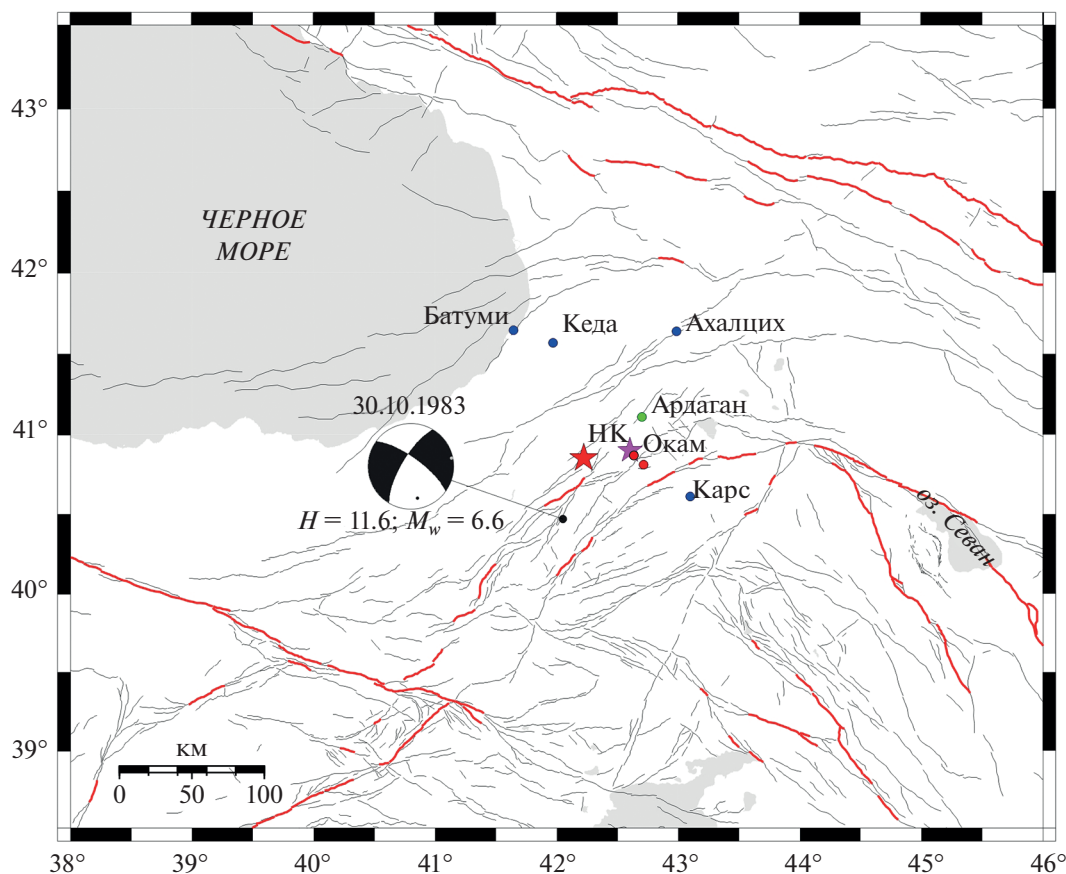 43°
42°
41°
40°
39°
ЧЕРНОЕ
МОРЕ
Батуми
Кеда
Ахалцих
30.10.1983
Ардаган
НК
Окам
Карс
H = 11.6; Mw = 6.6
оз. Севан
км
0 50 100
38° 39° 40° 41° 42° 43° 44° 45° 46°